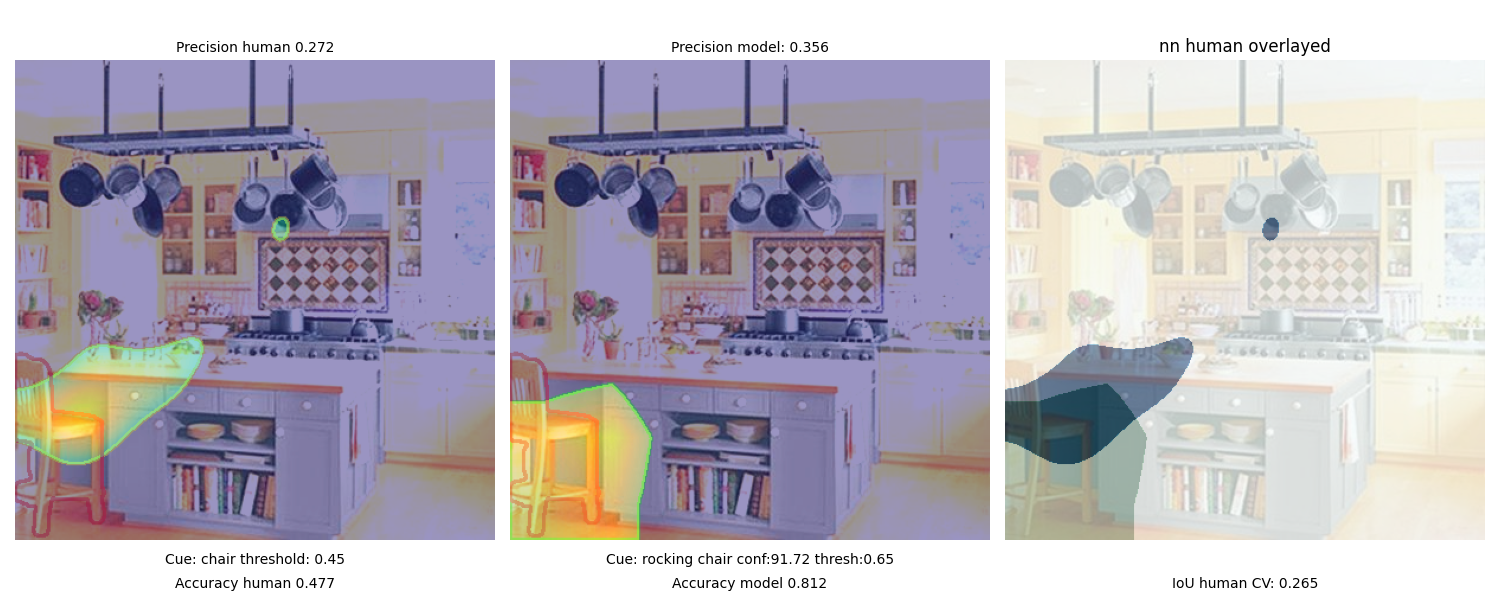 Precision human 0.272
Precision model: 0.356
nn human overlayed
Cue: chair threshold: 0.45
Cue: rocking chair conf:91.72 thresh:0.65
Accuracy human 0.477
Accuracy model 0.812
IoU human CV: 0.265